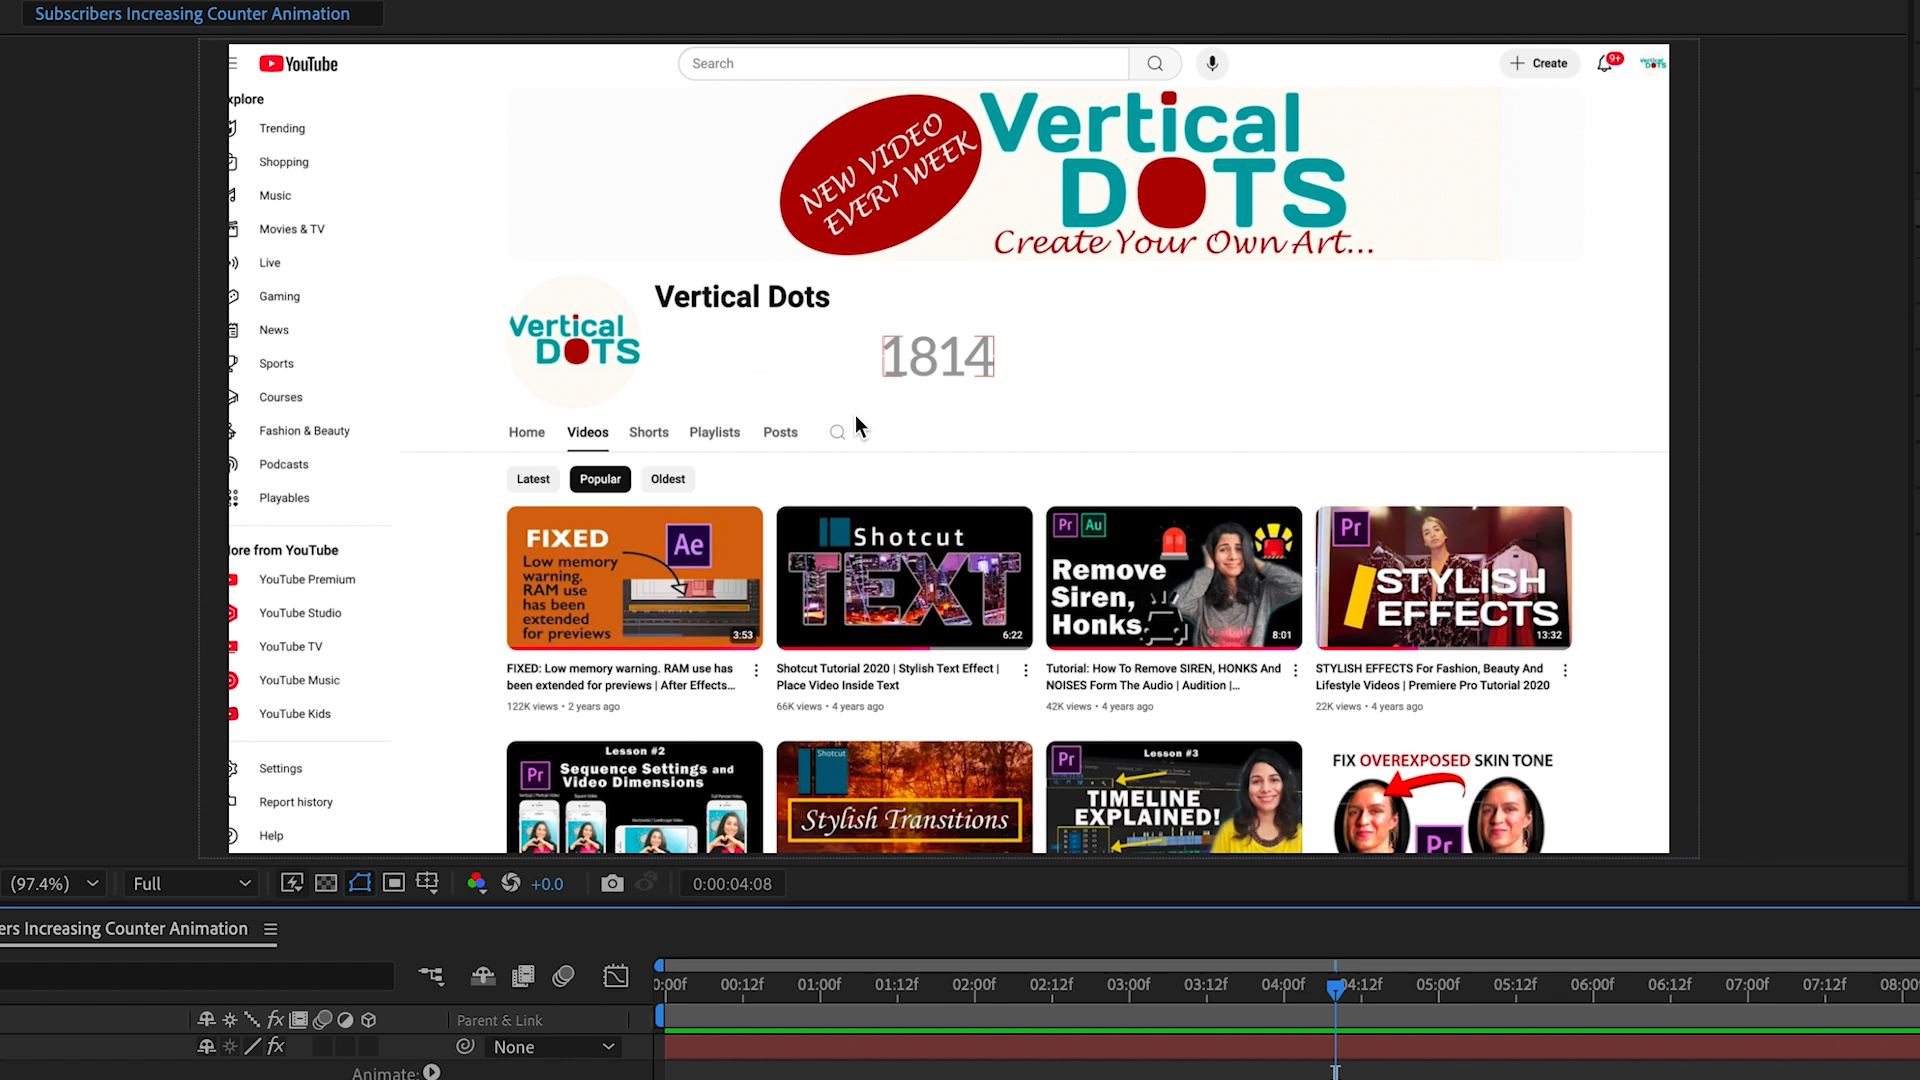 Subscribers Increasing Counter Animation
YouTube
Search
Create
9+
Vertical DOTS
xplore
Trending
Shopping
Music
Movies & TV
Live
Gaming
News
Sports
Courses
Fashion & Beauty
Podcasts
Playables
ore from YouTube
YouTube Premium
YouTube Studio
YouTube TV
YouTube Music
YouTube Kids
Settings
Report history
Help
NEW VIDEO
EVERY WEEK
Vertical
DOTS
Create Your Own Art...
Vertical
DOTS
Vertical Dots
1814
Home Videos Shorts Playlists Posts
Latest Popular Oldest
FIXED
Low memory
warning.
RAM use
has been
extended
for previews
Ae
3:53
FIXED: Low memory warning. RAM use has
been extended for previews | After Effects...
122K views • 2 years ago
Shotcut
TEXT
6:22
Shotcut Tutorial 2020 | Stylish Text Effect |
Place Video Inside Text
66K views • 4 years ago
Pr Au
Remove
Siren,
Honks
8:01
Tutorial: How To Remove SIREN, HONKS And
NOISES Form The Audio | Audition |...
42K views • 4 years ago
Pr
STYLISH
EFFECTS
13:32
STYLISH EFFECTS For Fashion, Beauty And
Lifestyle Videos | Premiere Pro Tutorial 2020
22K views • 4 years ago
Lesson #2
Pr
Sequence Settings and
Video Dimensions
Shotcut
Stylish Transitions
Pr
Lesson #3
TIMELINE
EXPLAINED!
FIX OVEREXPOSED SKIN TONE
Pr
(97.4%) Full +0.0 0:00:04:08
ers Increasing Counter Animation
0:00f 00:12f 01:00f 01:12f 02:00f 02:12f 03:00f 03:12f 04:00f 04:12f 05:00f 05:12f 06:00f 06:12f 07:00f 07:12f 08:00
fx Parent & Link
fx None
Animate: